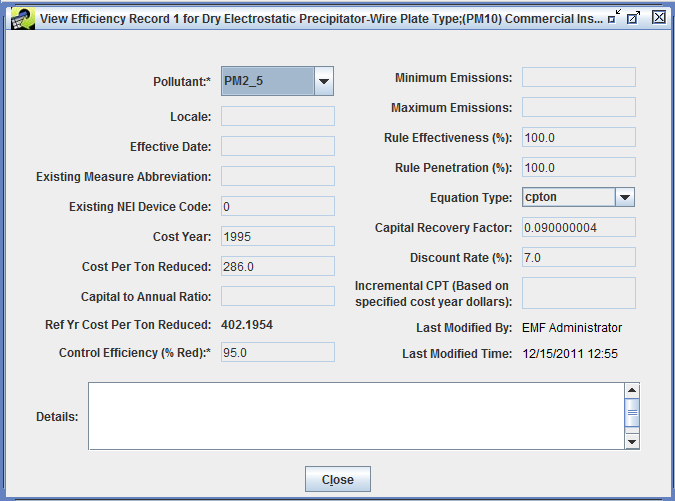 View Efficiency Record 1 for Dry Electrostatic Precipitator-Wire Plate Type;(PM10) Commercial Ins...
Pollutant:* PM2_5
Locale:
Effective Date:
Existing Measure Abbreviation:
Existing NEI Device Code: 0
Cost Year: 1995
Cost Per Ton Reduced: 286.0
Capital to Annual Ratio:
Ref Yr Cost Per Ton Reduced: 402.1954
Control Efficiency (% Red):* 95.0
Minimum Emissions:
Maximum Emissions:
Rule Effectiveness (%): 100.0
Rule Penetration (%): 100.0
Equation Type: cpton
Capital Recovery Factor: 0.090000004
Discount Rate (%): 7.0
Incremental CPT (Based on
specified cost year dollars):
Last Modified By: EMF Administrator
Last Modified Time: 12/15/2011 12:55
Details:
Close